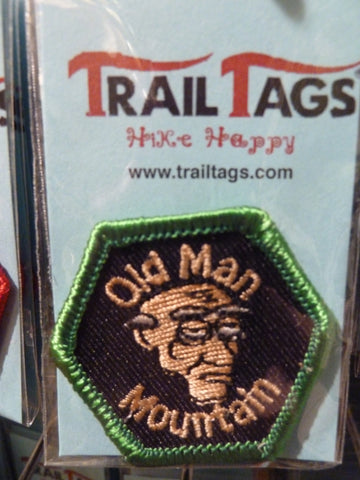 TRAIL TAGS
HiKe Happy
www.trailtags.com
Old Man
Mountain
S